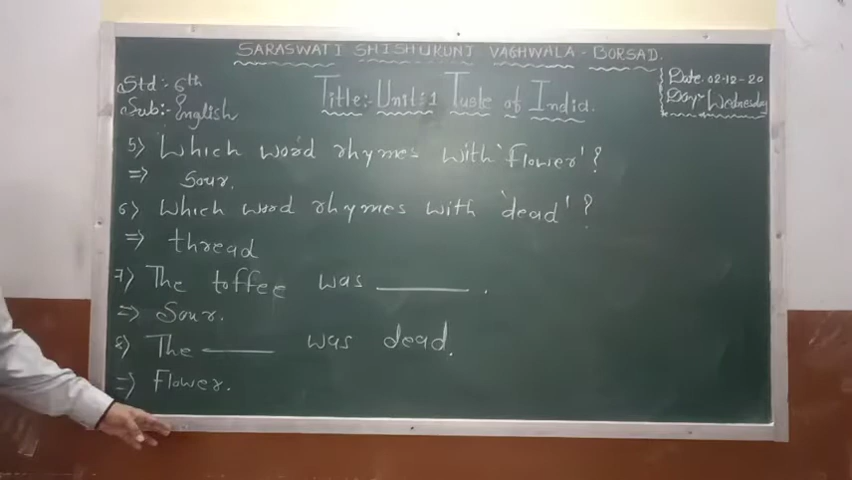 SARASWATI SHISHUKUNJ VAGHWALA - BORSAD.
Std :- 6th
Sub:- English
Title:- Unit:1 Taste of India.
Date: 02-12-20
Day:- Wednesday
5) Which word rhymes with 'flower'?
=> Sour.
6) Which word rhymes with 'dead'?
=> thread
7) The toffee was ______ .
=> Sour.
8) The ______ was dead.
=> Flower.